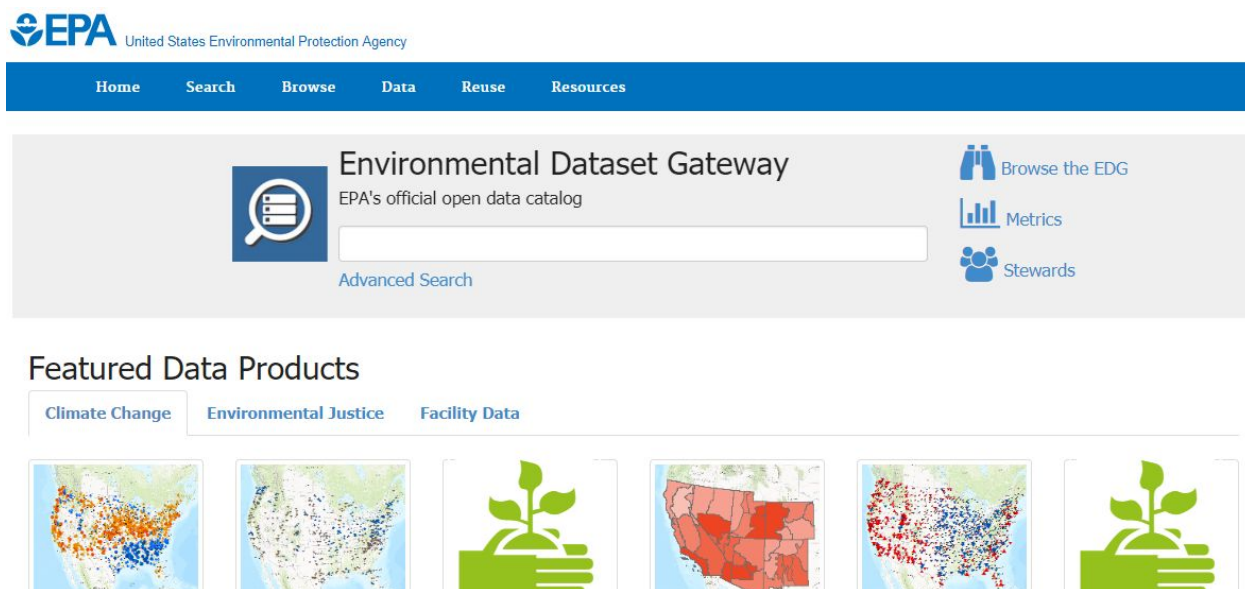 EPA United States Environmental Protection Agency
Home Search Browse Data Reuse Resources
Environmental Dataset Gateway
EPA's official open data catalog
Advanced Search
Browse the EDG
Metrics
Stewards
Featured Data Products
Climate Change Environmental Justice Facility Data